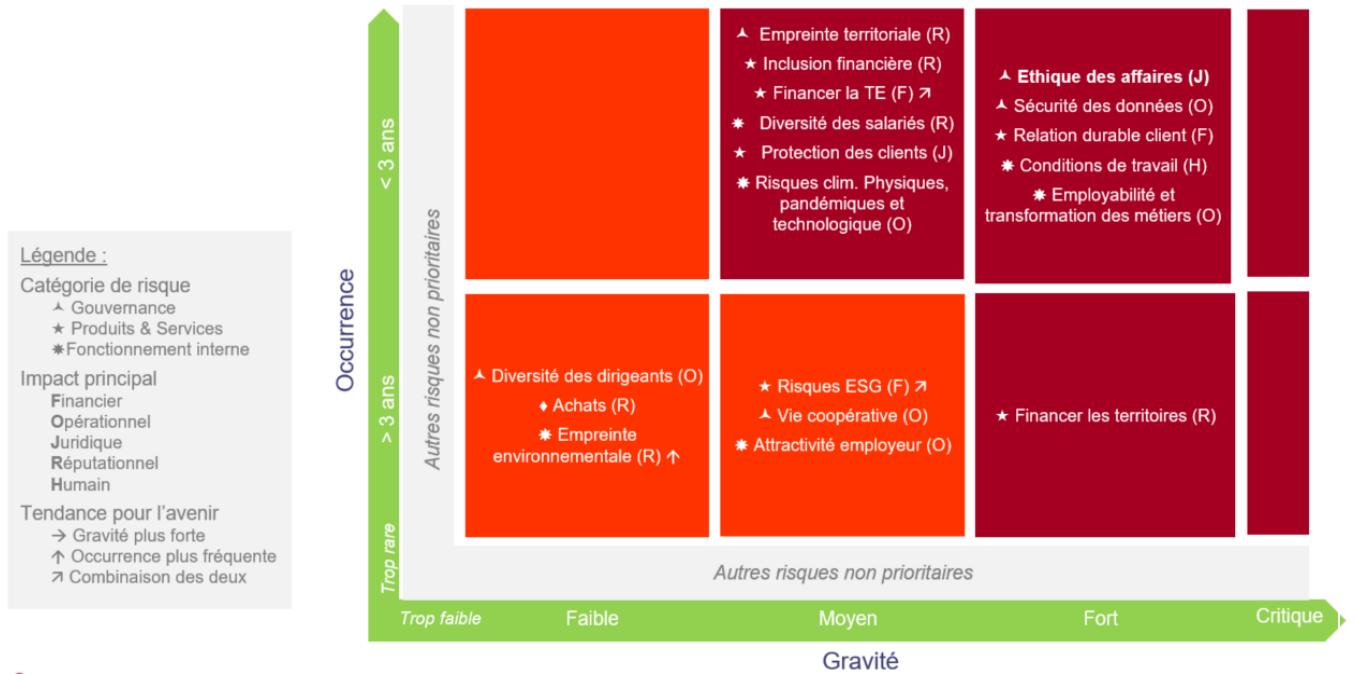 Légende :
Catégorie de risque
⅄ Gouvernance
★ Produits & Services
✸Fonctionnement interne
Impact principal
Financier
Opérationnel
Juridique
Réputationnel
Humain
Tendance pour l'avenir
→ Gravité plus forte
↑ Occurrence plus fréquente
↗ Combinaison des deux
Occurrence
< 3 ans
> 3 ans
Trop rare
Autres risques non prioritaires
⅄ Empreinte territoriale (R)
★ Inclusion financière (R)
★ Financer la TE (F) ↗
✸ Diversité des salariés (R)
★ Protection des clients (J)
✸ Risques clim. Physiques,
pandémiques et
technologique (O)
⅄ Ethique des affaires (J)
⅄ Sécurité des données (O)
★ Relation durable client (F)
✸ Conditions de travail (H)
✸ Employabilité et
transformation des métiers (O)
⅄ Diversité des dirigeants (O)
♦ Achats (R)
✸ Empreinte
environnementale (R) ↑
★ Risques ESG (F) ↗
⅄ Vie coopérative (O)
✸ Attractivité employeur (O)
★ Financer les territoires (R)
Autres risques non prioritaires
Trop faible
Faible
Moyen
Fort
Critique
Gravité